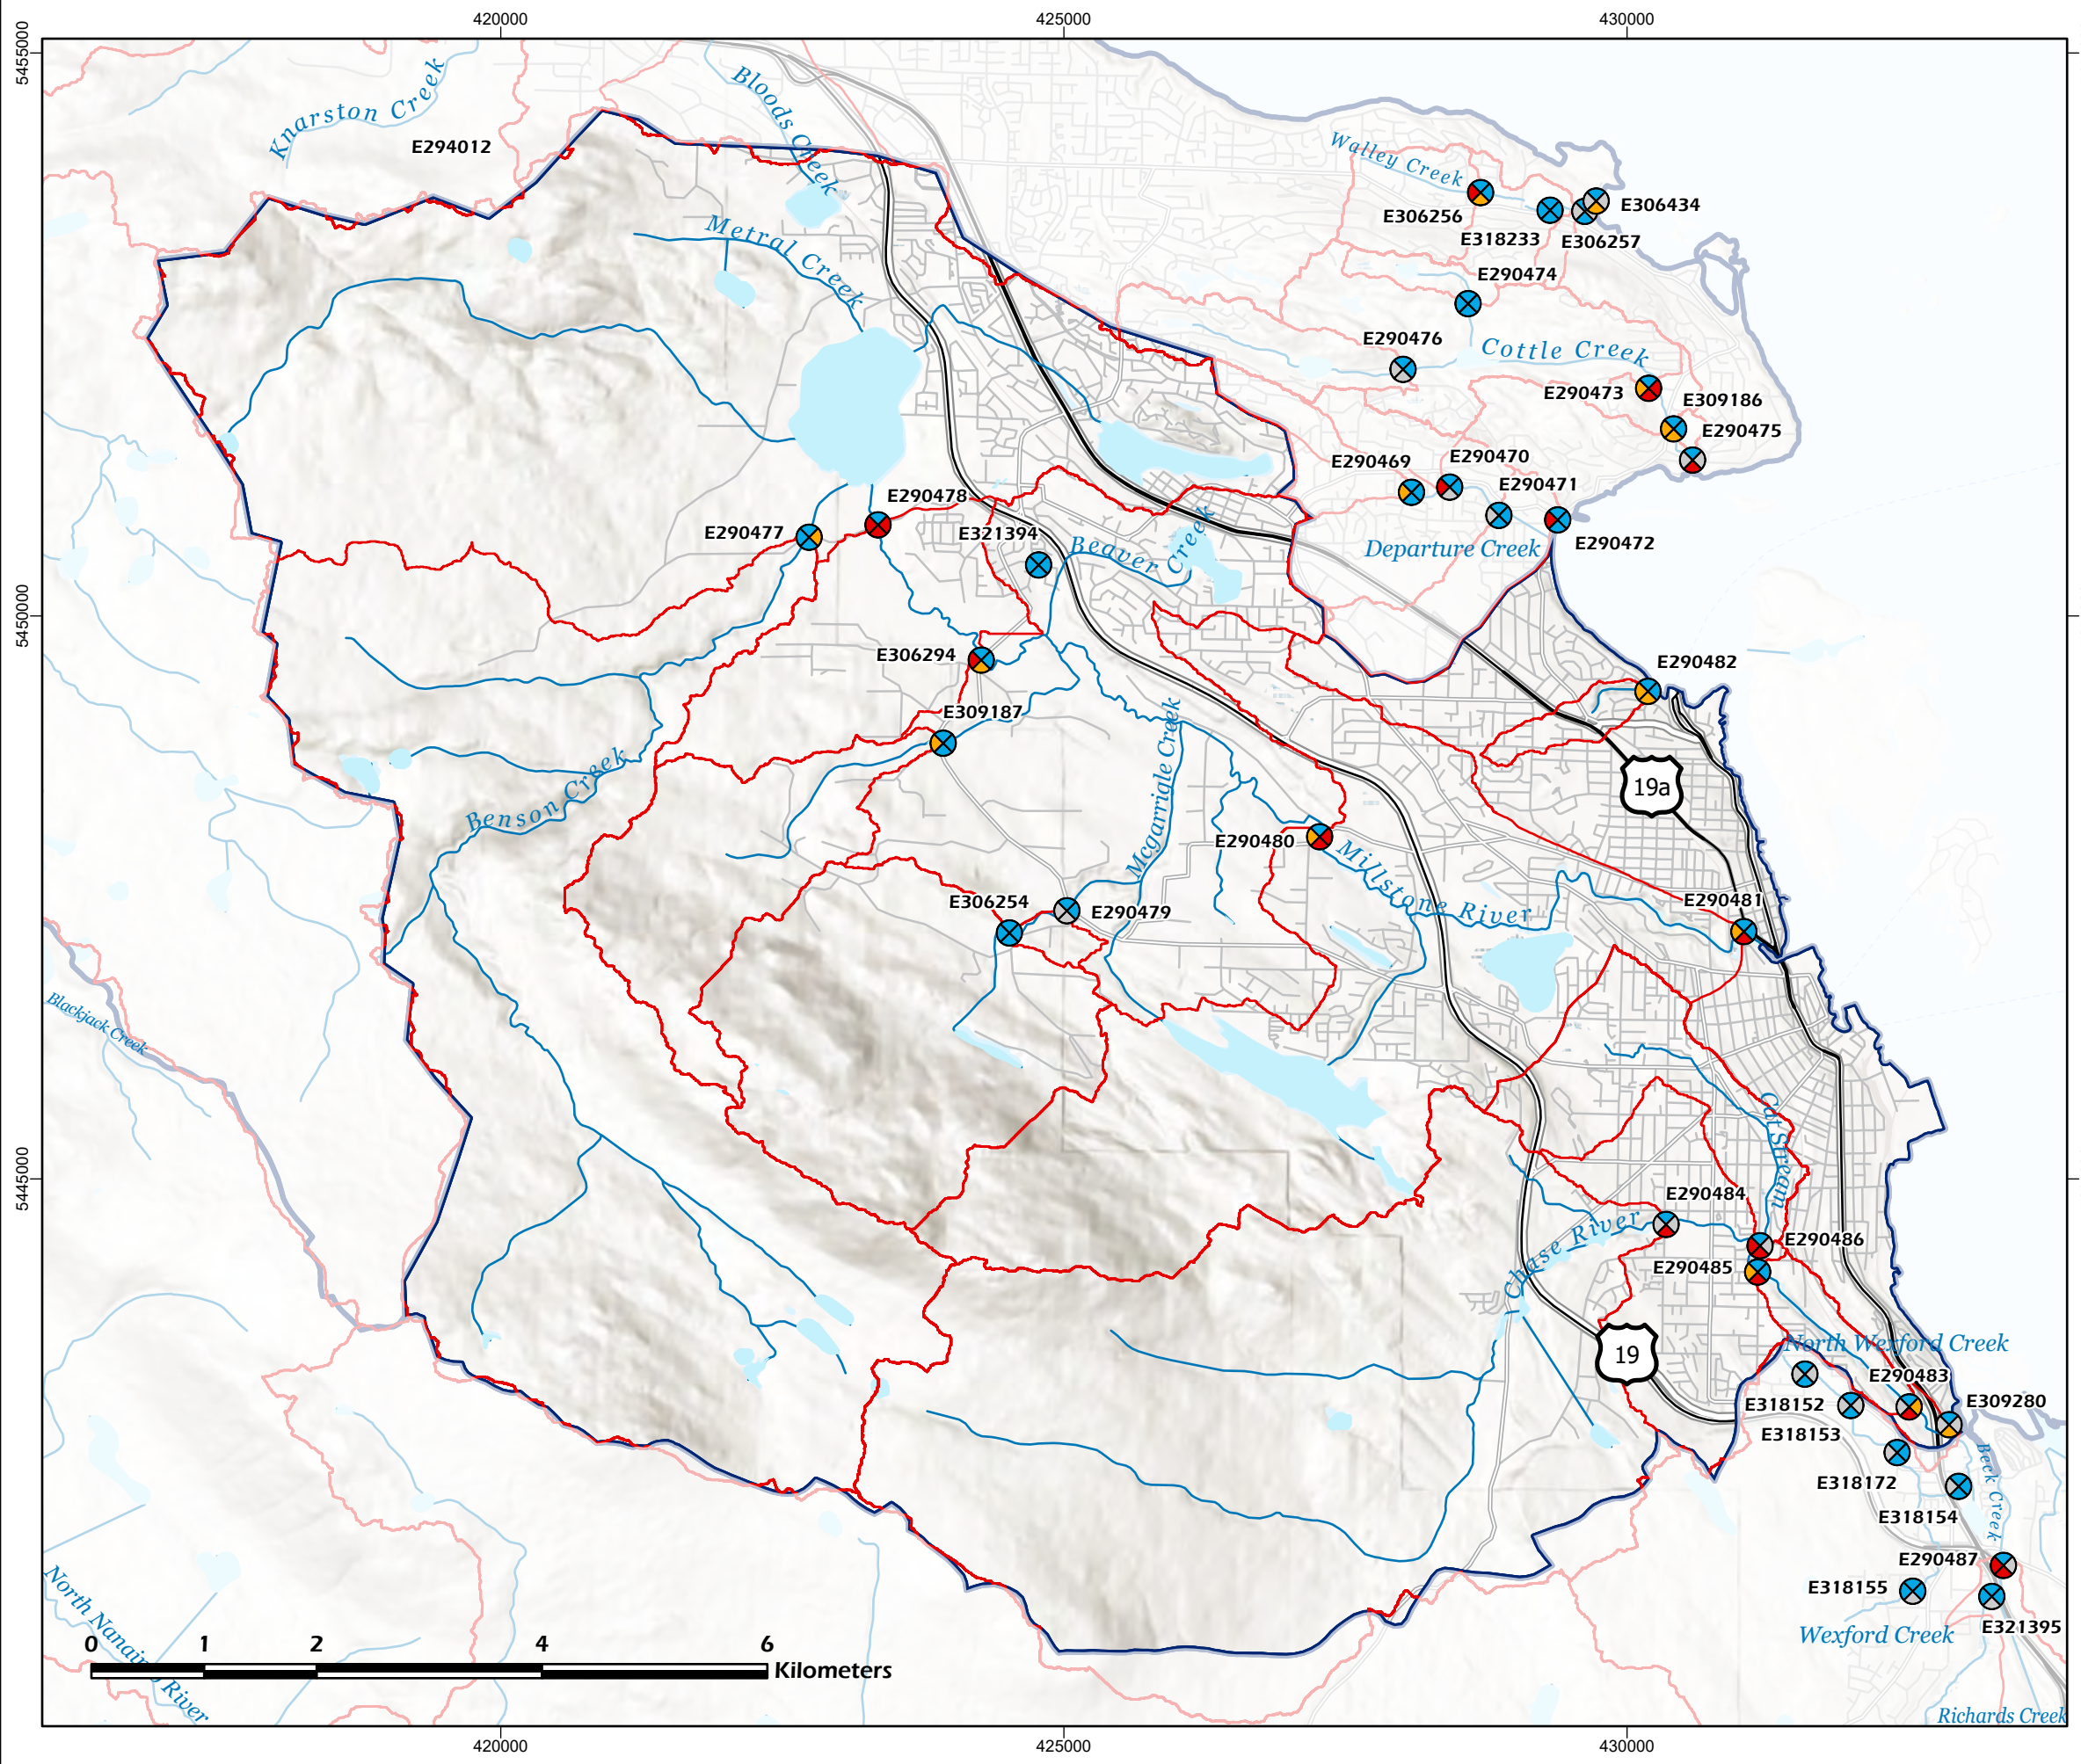 420000
425000
430000
5455000
Knarston Creek
Bloods Creek
E294012
Walley Creek
E306434
E306256
E318233
E306257
Metral Creek
E290474
E290476
Cottle Creek
E290473
E309186
E290475
E290469
E290470
E290471
E290478
E290477
E321394
Beaver Creek
Departure Creek
E290472
5450000
E306294
E290482
E309187
Mcgarrigle Creek
Benson Creek
19a
E290480
Millstone River
E306254
E290479
E290481
Blackjack Creek
Cat Stream
5445000
E290484
Chase River
E290486
E290485
North Wexford Creek
19
E290483
E318152
E309280
E318153
Beck Creek
E318172
E318154
E290487
E318155
E321395
North Nanaimo River
Wexford Creek
0 1 2 4 6
Kilometers
Richards Creek
420000
425000
430000